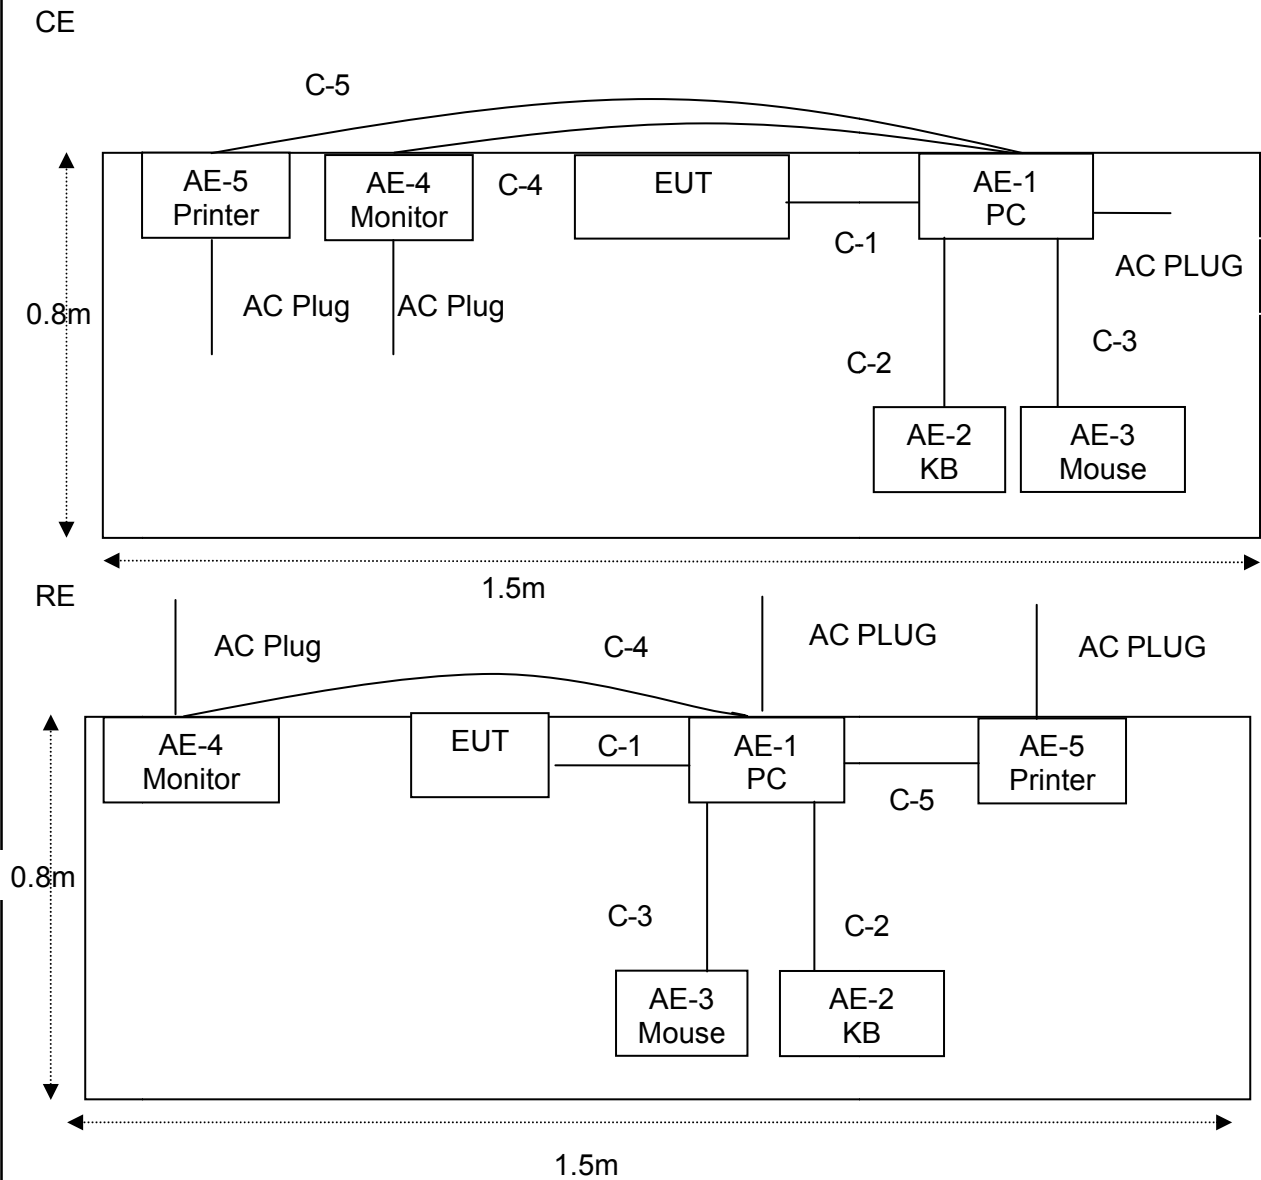 CE
C-5
AE-5
Printer
AE-4
Monitor
C-4
EUT
AE-1
PC
C-1
AC PLUG
AC Plug
AC Plug
0.8m
C-2
C-3
AE-2
KB
AE-3
Mouse
1.5m
RE
AC Plug
C-4
AC PLUG
AC PLUG
AE-4
Monitor
EUT
C-1
AE-1
PC
AE-5
Printer
C-5
0.8m
C-3
C-2
AE-3
Mouse
AE-2
KB
1.5m